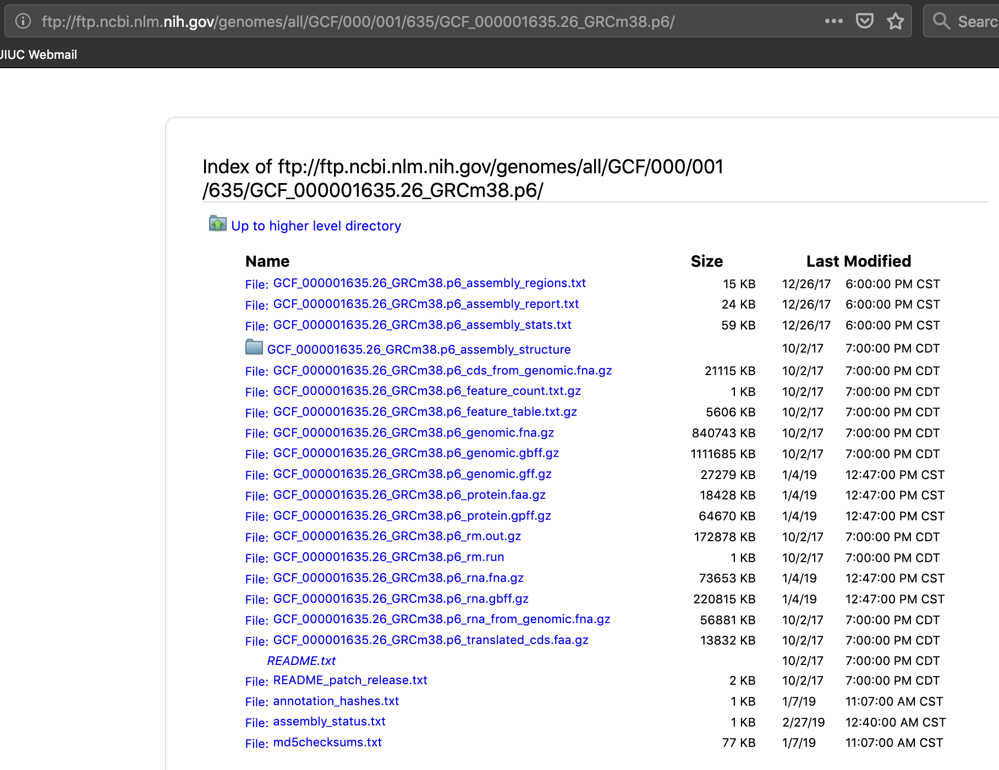 ftp://ftp.ncbi.nlm.nih.gov/genomes/all/GCF/000/001/635/GCF_000001635.26_GRCm38.p6/ Searc
UIUC Webmail
Index of ftp://ftp.ncbi.nlm.nih.gov/genomes/all/GCF/000/001
/635/GCF_000001635.26_GRCm38.p6/
Up to higher level directory
Name Size Last Modified
File: GCF_000001635.26_GRCm38.p6_assembly_regions.txt 15 KB 12/26/17 6:00:00 PM CST
File: GCF_000001635.26_GRCm38.p6_assembly_report.txt 24 KB 12/26/17 6:00:00 PM CST
File: GCF_000001635.26_GRCm38.p6_assembly_stats.txt 59 KB 12/26/17 6:00:00 PM CST
GCF_000001635.26_GRCm38.p6_assembly_structure 10/2/17 7:00:00 PM CDT
File: GCF_000001635.26_GRCm38.p6_cds_from_genomic.fna.gz 21115 KB 10/2/17 7:00:00 PM CDT
File: GCF_000001635.26_GRCm38.p6_feature_count.txt.gz 1 KB 10/2/17 7:00:00 PM CDT
File: GCF_000001635.26_GRCm38.p6_feature_table.txt.gz 5606 KB 10/2/17 7:00:00 PM CDT
File: GCF_000001635.26_GRCm38.p6_genomic.fna.gz 840743 KB 10/2/17 7:00:00 PM CDT
File: GCF_000001635.26_GRCm38.p6_genomic.gbff.gz 1111685 KB 10/2/17 7:00:00 PM CDT
File: GCF_000001635.26_GRCm38.p6_genomic.gff.gz 27279 KB 1/4/19 12:47:00 PM CST
File: GCF_000001635.26_GRCm38.p6_protein.faa.gz 18428 KB 1/4/19 12:47:00 PM CST
File: GCF_000001635.26_GRCm38.p6_protein.gpff.gz 64670 KB 1/4/19 12:47:00 PM CST
File: GCF_000001635.26_GRCm38.p6_rm.out.gz 172878 KB 10/2/17 7:00:00 PM CDT
File: GCF_000001635.26_GRCm38.p6_rm.run 1 KB 10/2/17 7:00:00 PM CDT
File: GCF_000001635.26_GRCm38.p6_rna.fna.gz 73653 KB 1/4/19 12:47:00 PM CST
File: GCF_000001635.26_GRCm38.p6_rna.gbff.gz 220815 KB 1/4/19 12:47:00 PM CST
File: GCF_000001635.26_GRCm38.p6_rna_from_genomic.fna.gz 56881 KB 10/2/17 7:00:00 PM CDT
File: GCF_000001635.26_GRCm38.p6_translated_cds.faa.gz 13832 KB 10/2/17 7:00:00 PM CDT
README.txt 10/2/17 7:00:00 PM CDT
File: README_patch_release.txt 2 KB 10/2/17 7:00:00 PM CDT
File: annotation_hashes.txt 1 KB 1/7/19 11:07:00 AM CST
File: assembly_status.txt 1 KB 2/27/19 12:40:00 AM CST
File: md5checksums.txt 77 KB 1/7/19 11:07:00 AM CST